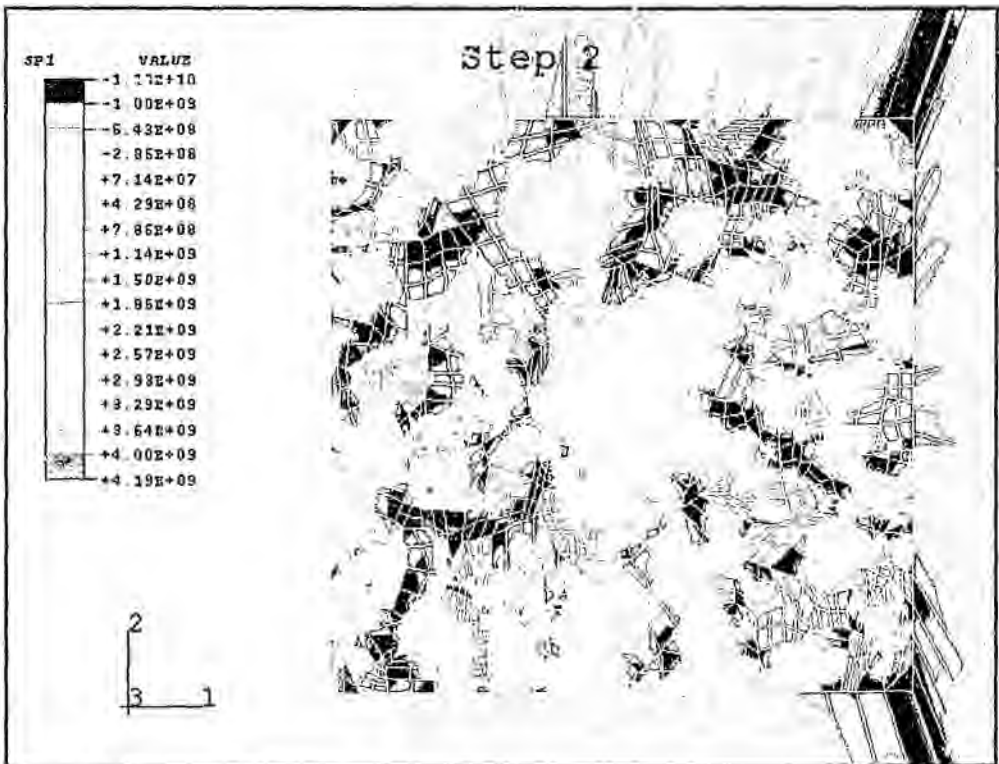 Step 2
SP1 VALUE
-1.00E+09
-6.43E+08
-2.86E+08
+7.14E+07
+4.29E+08
+7.86E+08
+1.14E+09
+1.50E+09
+1.86E+09
+2.21E+09
+2.57E+09
+2.93E+09
+3.29E+09
+3.64E+09
+4.00E+09
+4.19E+09
2
3 1